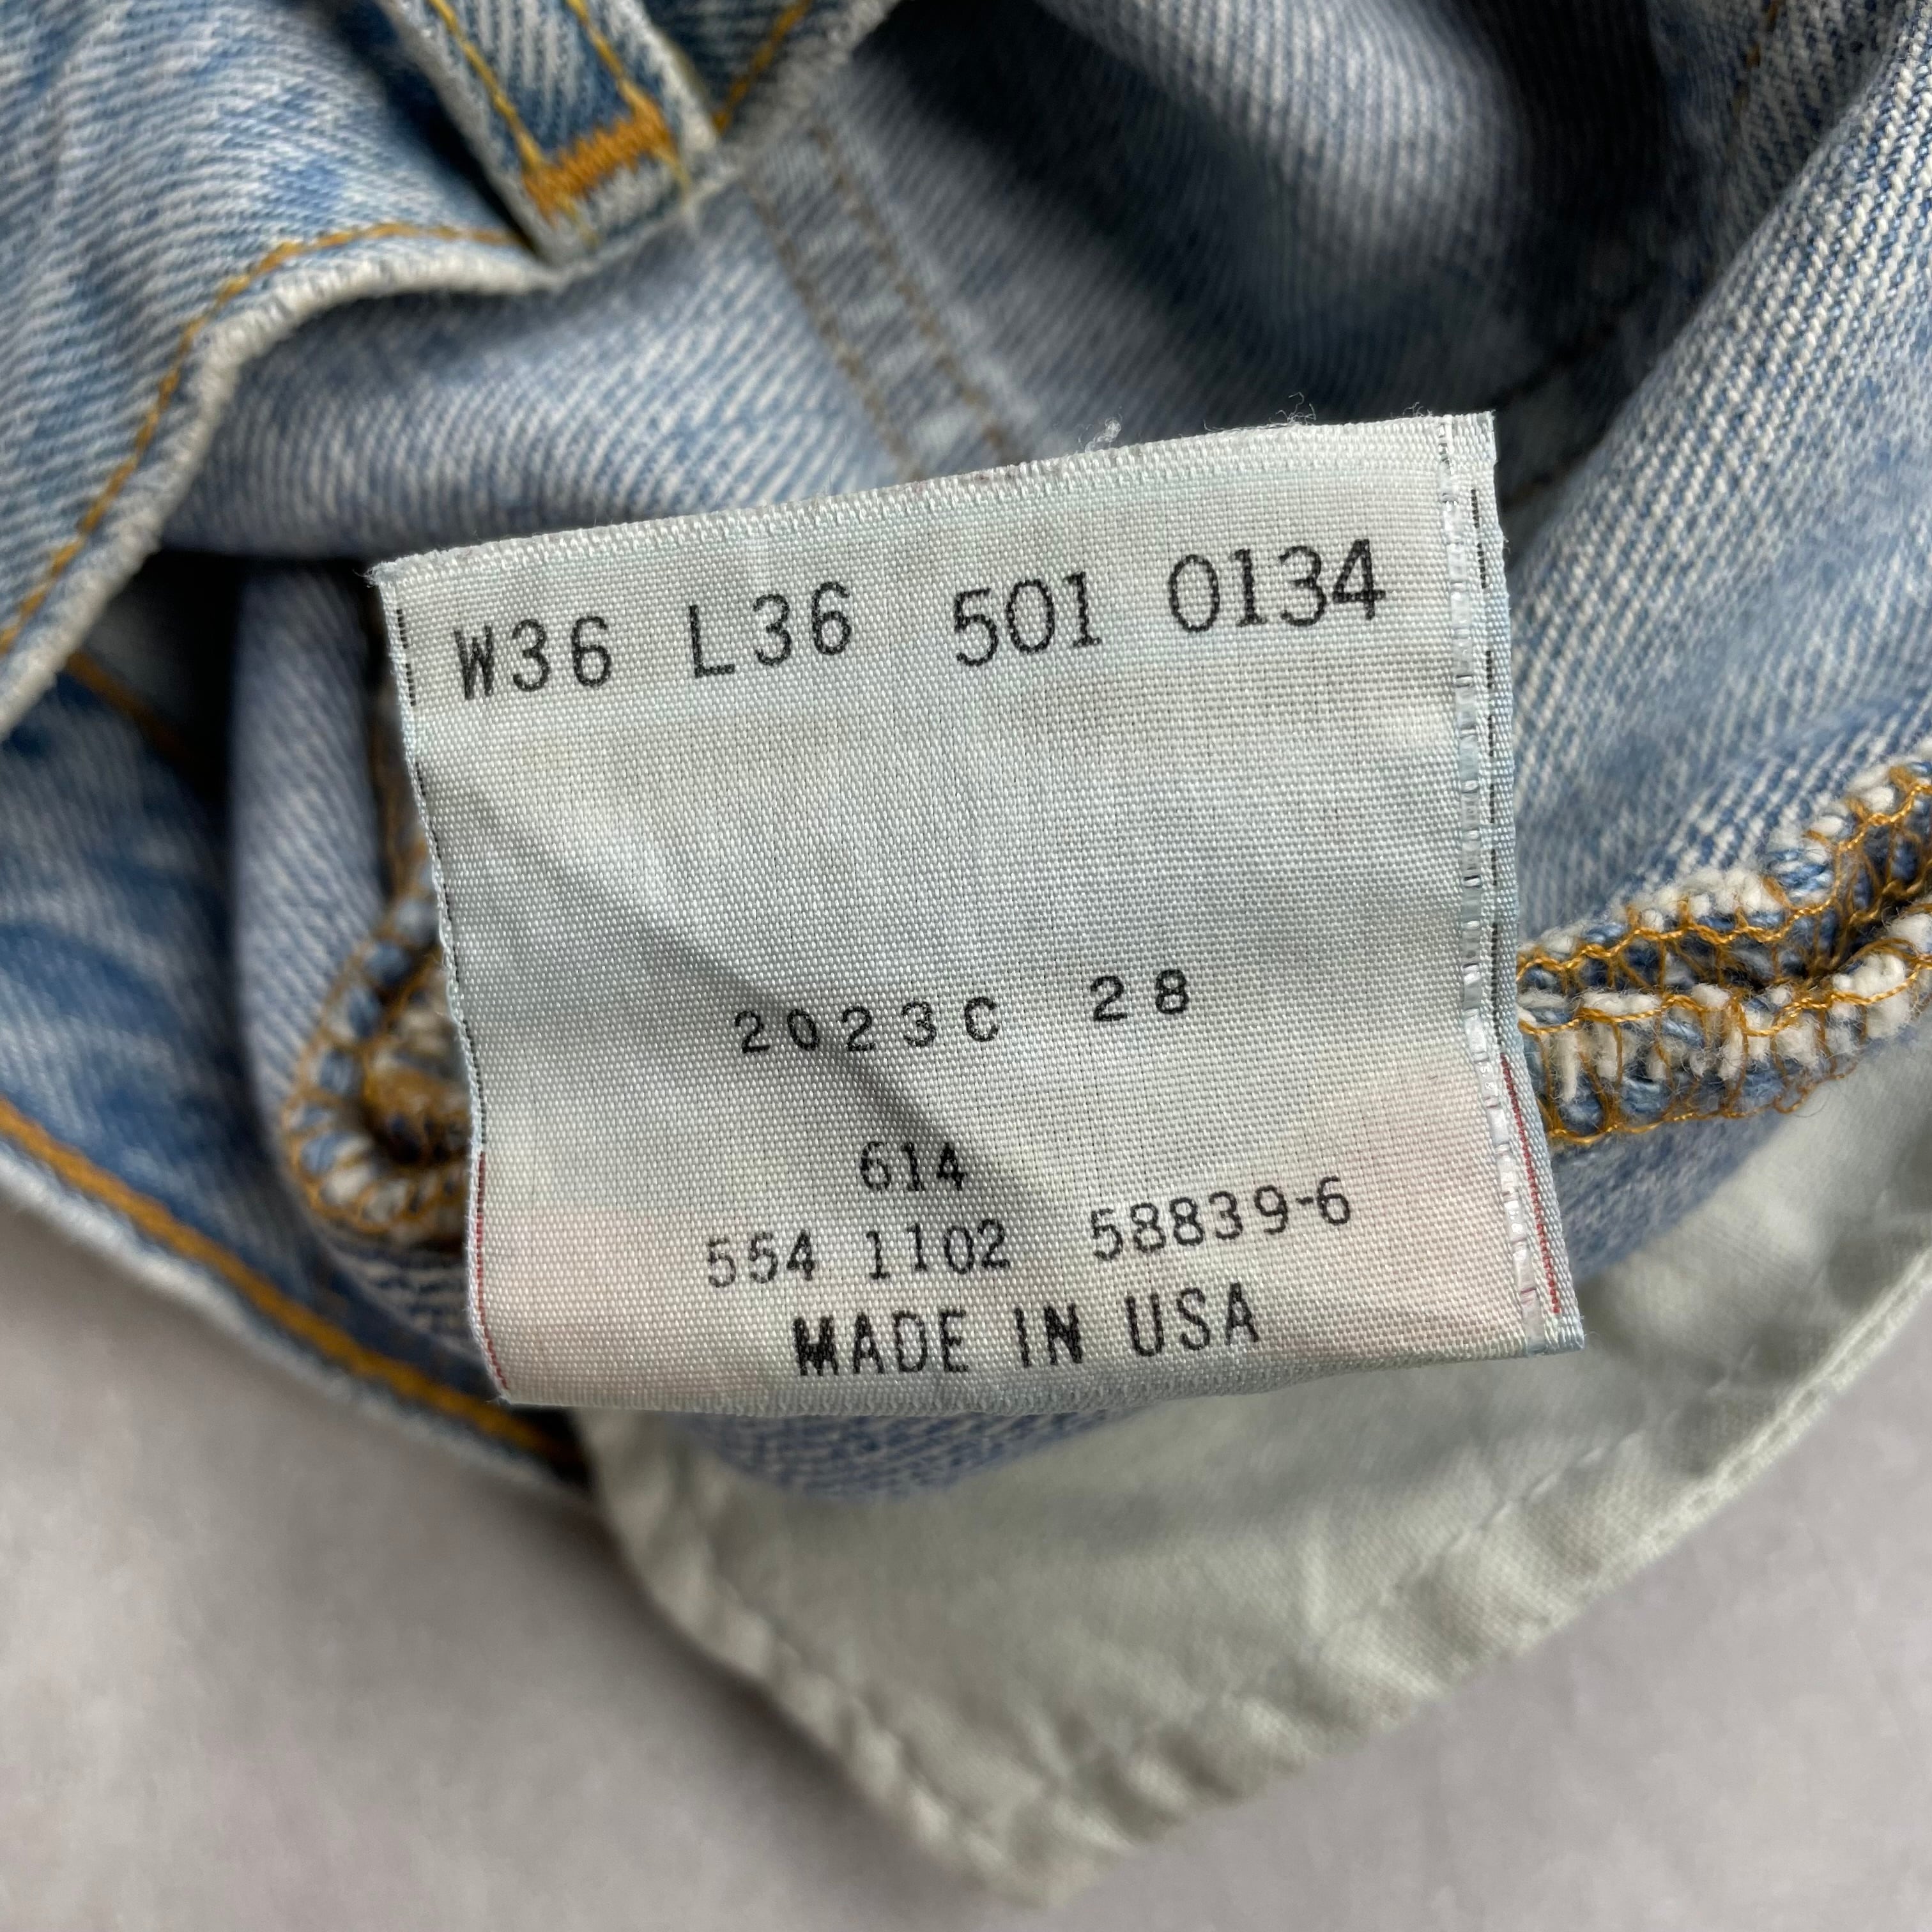 W36 L36 501 0134
2023C 28
614
554 1102 58839-6
MADE IN USA